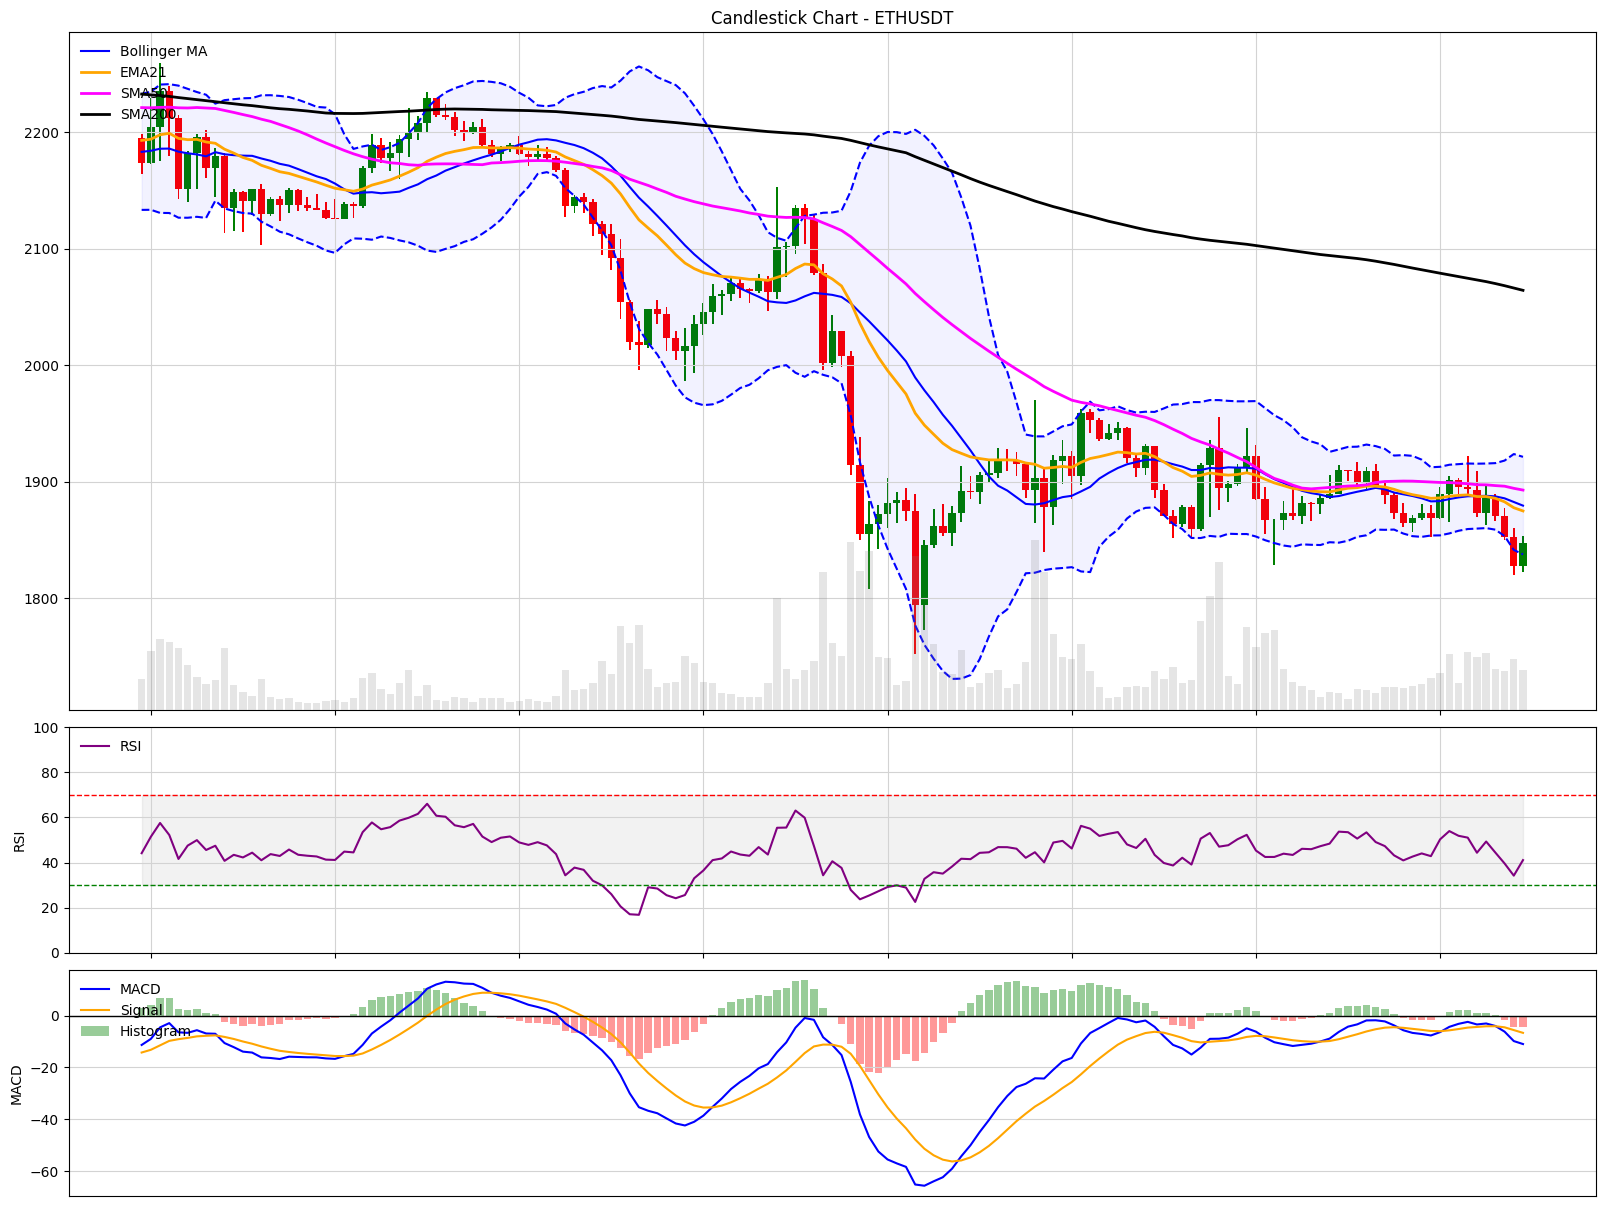 Candlestick Chart - ETHUSDT
Bollinger MA
EMA21
SMA50
SMA200
2200
2100
2000
1900
1800
RSI
100
80
60
40
20
0
RSI
MACD
Signal
Histogram
0
−20
−40
−60
MACD